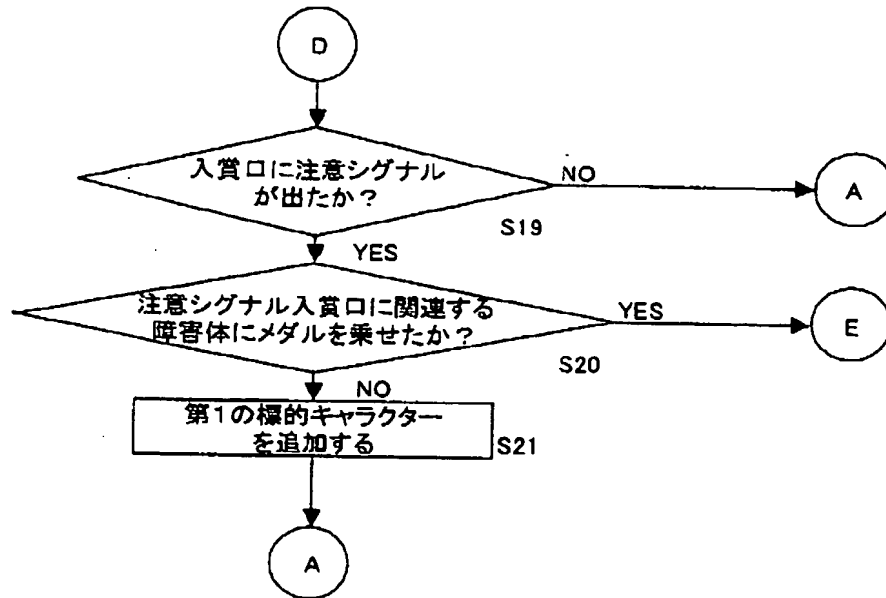 D
入賞口に注意シグナル
が出たか?
NO
A
S19
YES
注意シグナル入賞口に関連する
障害体にメダルを乗せたか?
YES
E
S20
NO
第1の標的キャラクター
を追加する
S21
A